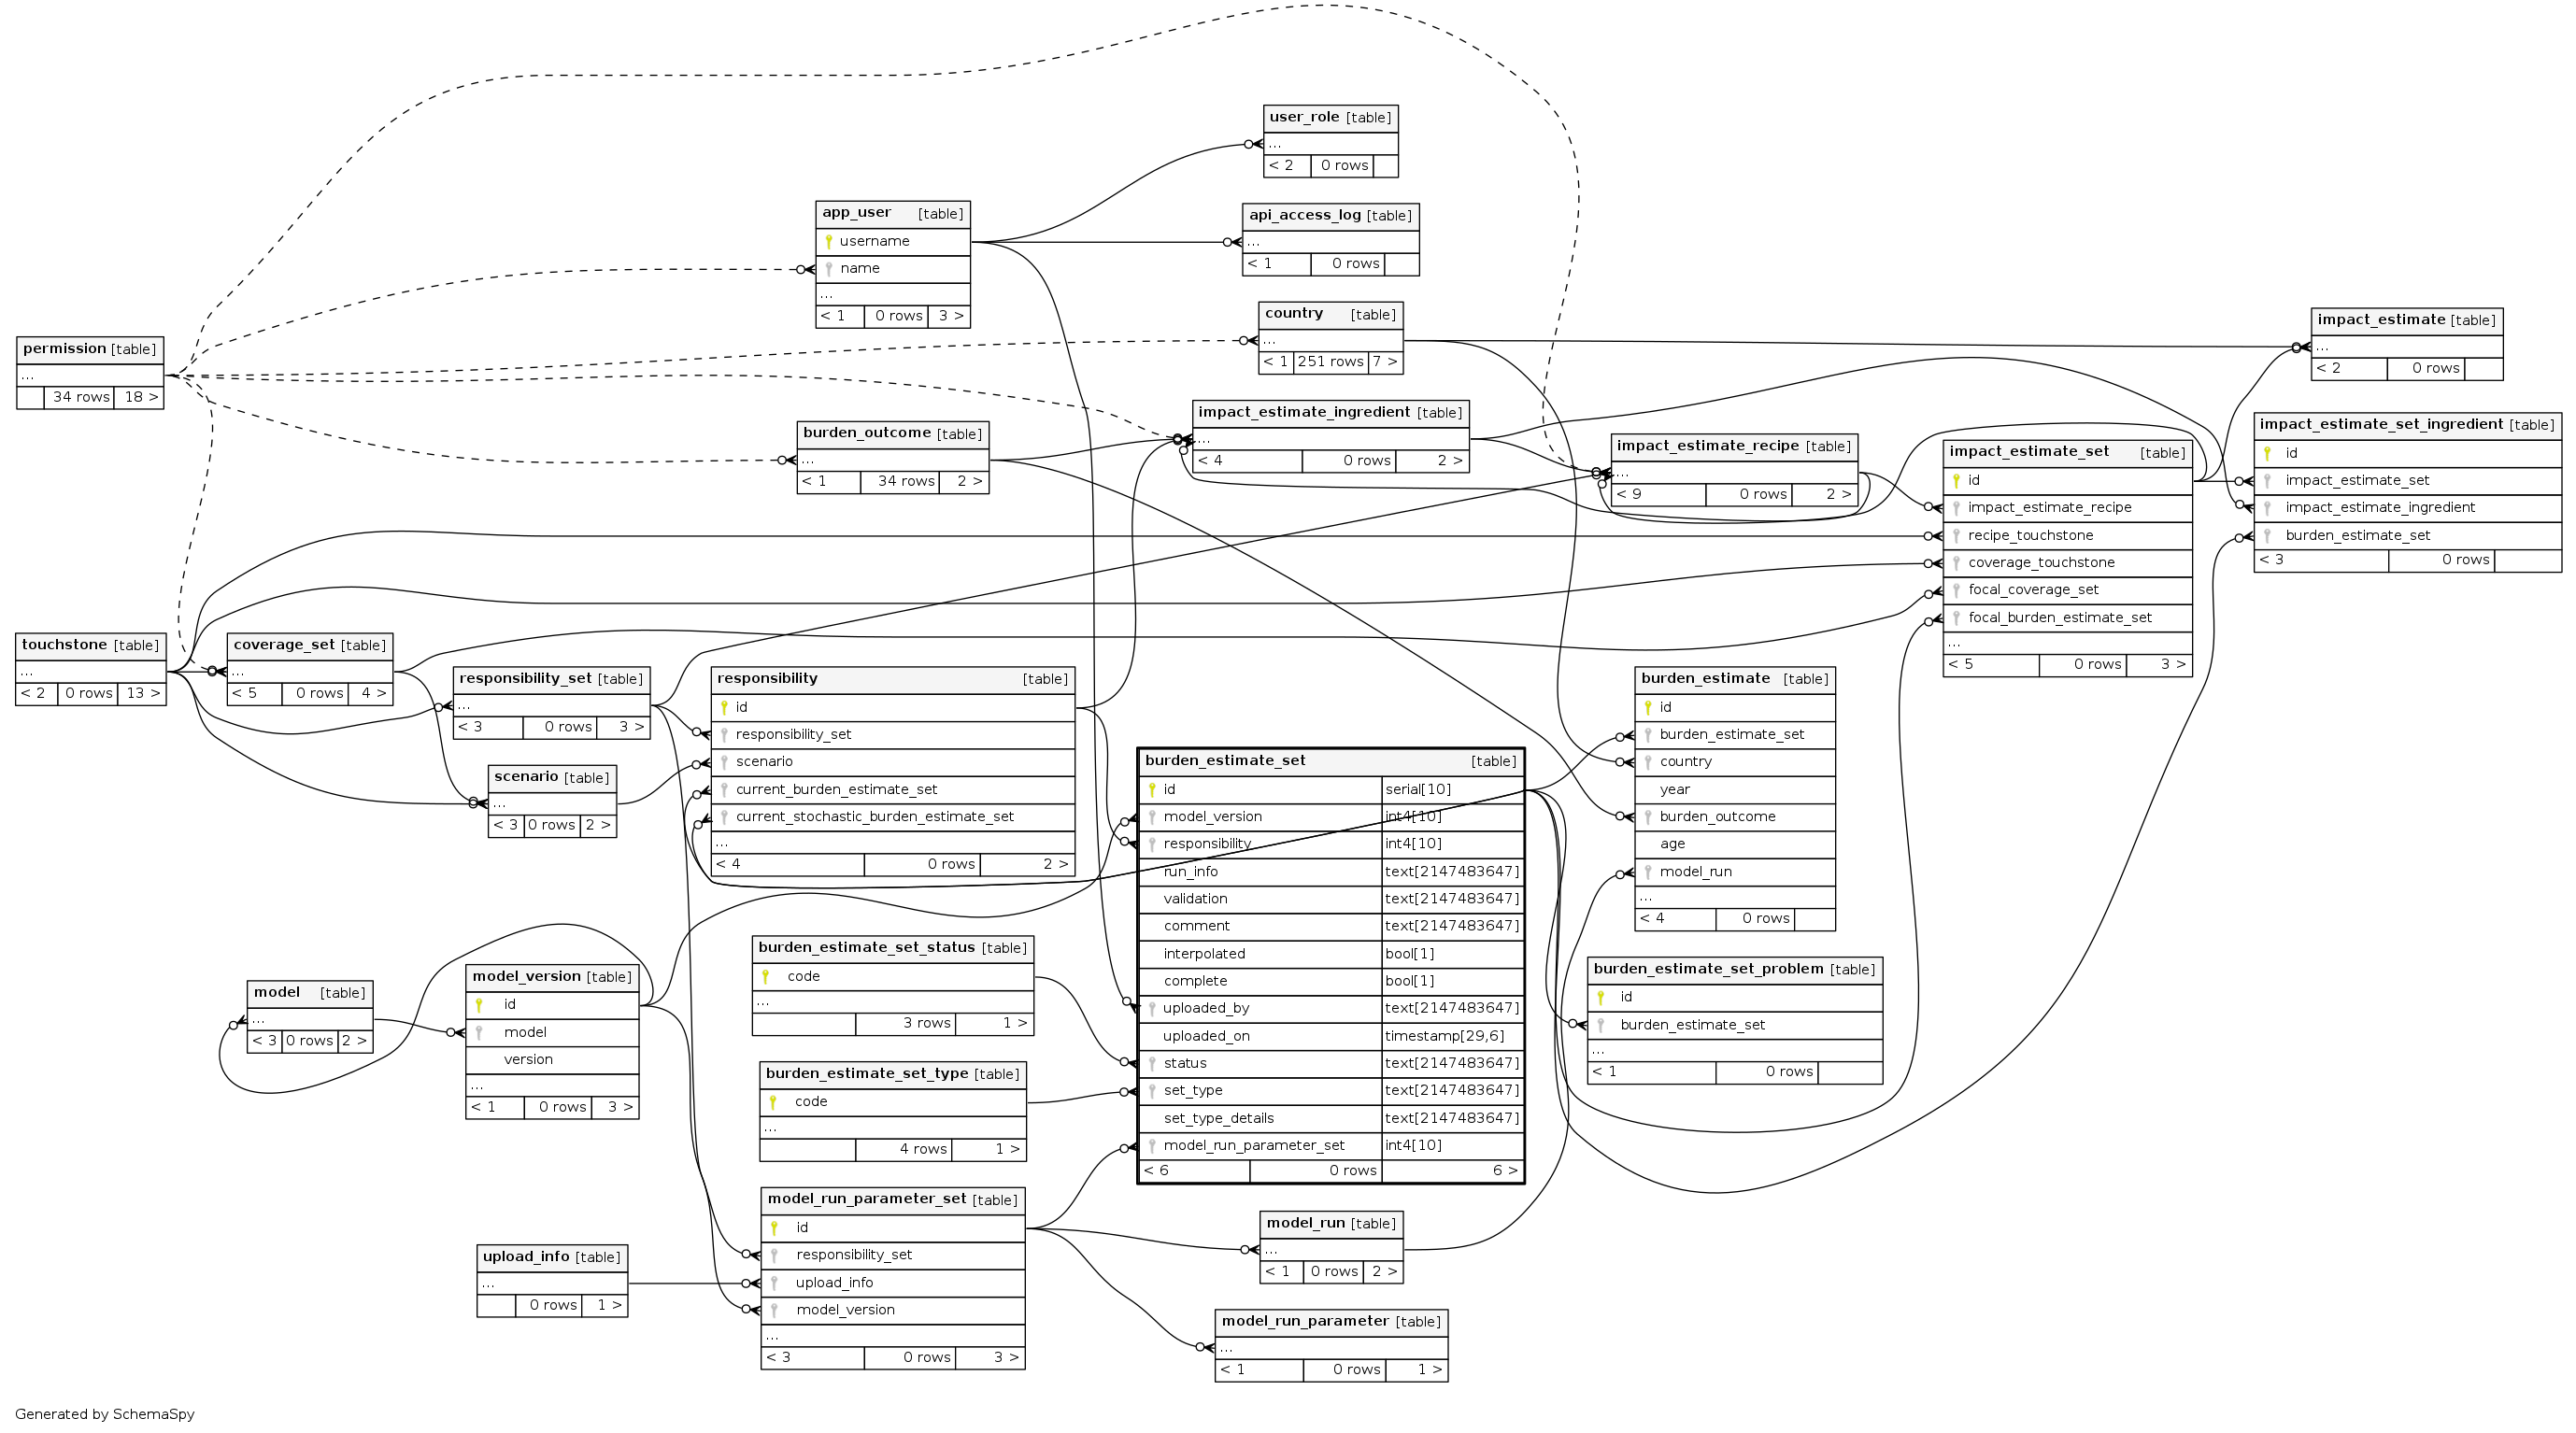 user_role [table]
...
< 2 0 rows
app_user [table]
username
name
...
< 1 0 rows 3 >
api_access_log [table]
...
< 1 0 rows
country [table]
...
< 1 251 rows 7 >
impact_estimate [table]
...
< 2 0 rows
permission [table]
...
34 rows 18 >
burden_outcome [table]
...
< 1 34 rows 2 >
impact_estimate_ingredient [table]
...
< 4 0 rows 2 >
impact_estimate_recipe [table]
...
< 9 0 rows 2 >
impact_estimate_set [table]
id
impact_estimate_recipe
recipe_touchstone
coverage_touchstone
focal_coverage_set
focal_burden_estimate_set
...
< 5 0 rows 3 >
impact_estimate_set_ingredient [table]
id
impact_estimate_set
impact_estimate_ingredient
burden_estimate_set
< 3 0 rows
touchstone [table]
...
< 2 0 rows 13 >
coverage_set [table]
...
< 5 0 rows 4 >
responsibility_set [table]
...
< 3 0 rows 3 >
scenario [table]
...
< 3 0 rows 2 >
responsibility [table]
id
responsibility_set
scenario
current_burden_estimate_set
current_stochastic_burden_estimate_set
...
< 4 0 rows 2 >
burden_estimate_set [table]
id serial[10]
model_version int4[10]
responsibility int4[10]
run_info text[2147483647]
validation text[2147483647]
comment text[2147483647]
interpolated bool[1]
complete bool[1]
uploaded_by text[2147483647]
uploaded_on timestamp[29,6]
status text[2147483647]
set_type text[2147483647]
set_type_details text[2147483647]
model_run_parameter_set int4[10]
< 6 0 rows 6 >
burden_estimate [table]
id
burden_estimate_set
country
year
burden_outcome
age
model_run
...
< 4 0 rows
burden_estimate_set_problem [table]
id
burden_estimate_set
...
< 1 0 rows
model [table]
...
< 3 0 rows 2 >
model_version [table]
id
model
version
...
< 1 0 rows 3 >
burden_estimate_set_status [table]
code
...
3 rows 1 >
burden_estimate_set_type [table]
code
...
4 rows 1 >
model_run_parameter_set [table]
id
responsibility_set
upload_info
model_version
...
< 3 0 rows 3 >
upload_info [table]
...
0 rows 1 >
model_run [table]
...
< 1 0 rows 2 >
model_run_parameter [table]
...
< 1 0 rows 1 >
Generated by SchemaSpy